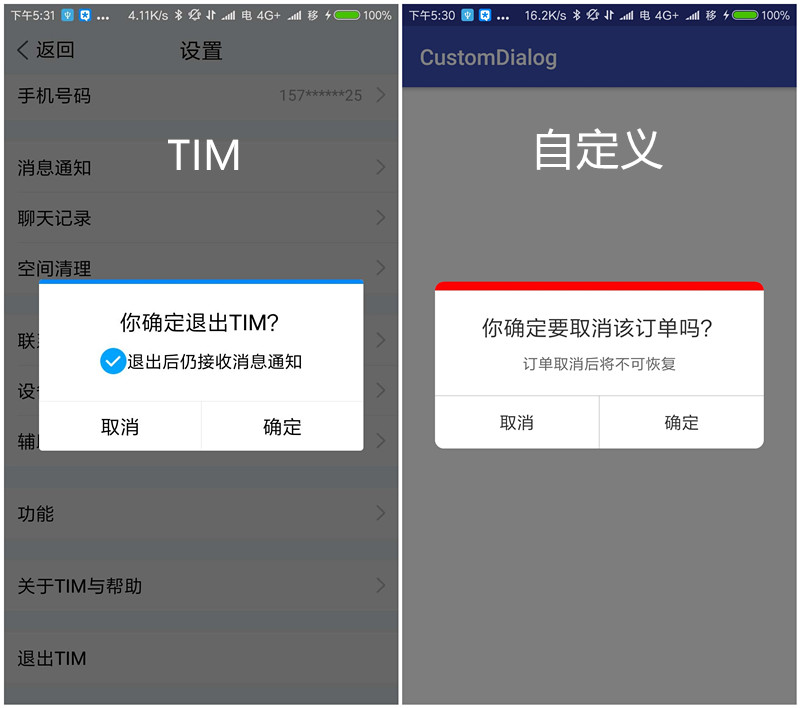 下午5:31 ... 4.11K/s 电 4G+ 移 100%
返回 设置
手机号码 157******25
TIM
消息通知
聊天记录
空间清理
你确定退出TIM?
退出后仍接收消息通知
取消 确定
功能
关于TIM与帮助
退出TIM
下午5:30 ... 16.2K/s 电 4G+ 移 100%
CustomDialog
自定义
你确定要取消该订单吗?
订单取消后将不可恢复
取消 确定